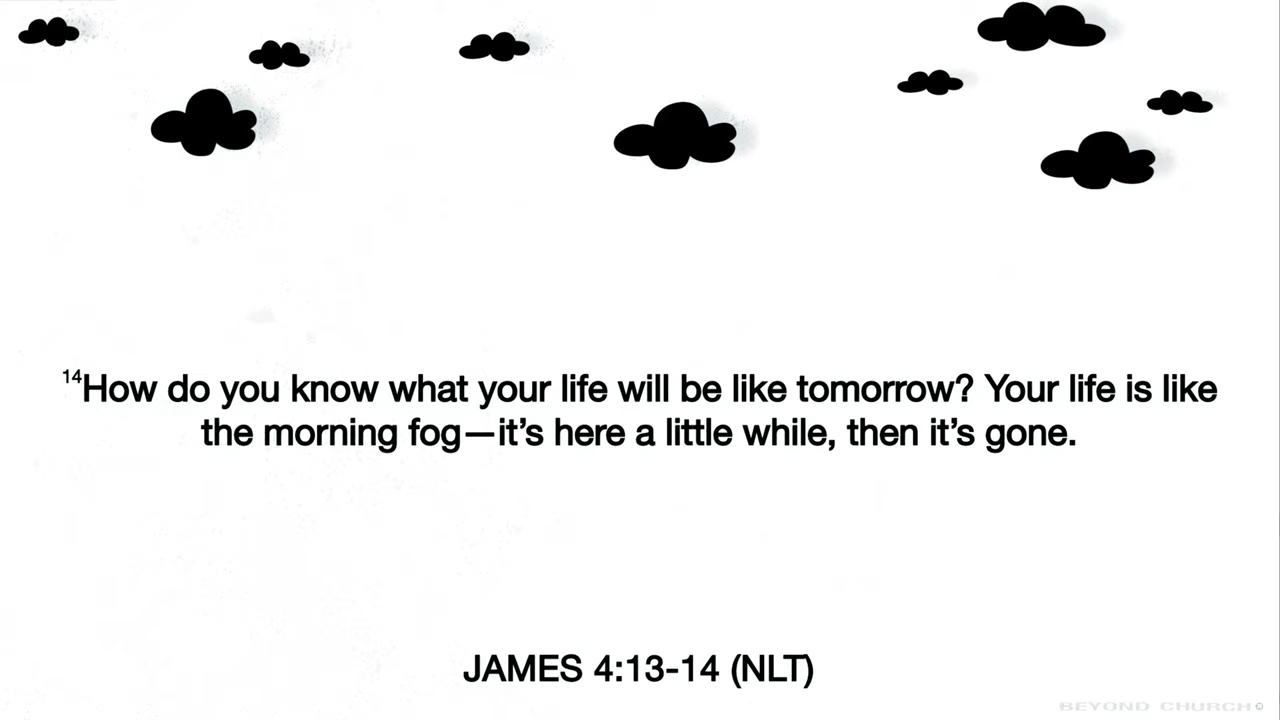 14How do you know what your life will be like tomorrow? Your life is like
the morning fog—it’s here a little while, then it’s gone.
JAMES 4:13-14 (NLT)
BEYOND CHURCH©